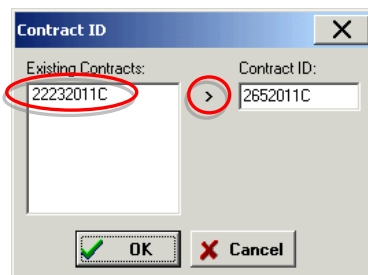 Contract ID
Existing Contracts: Contract ID:
22232011C > 2652011C
OK Cancel